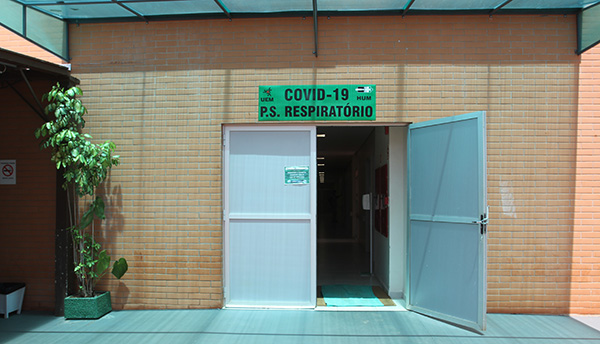 COVID-19
UEM
HUM
P.S. RESPIRATÓRIO